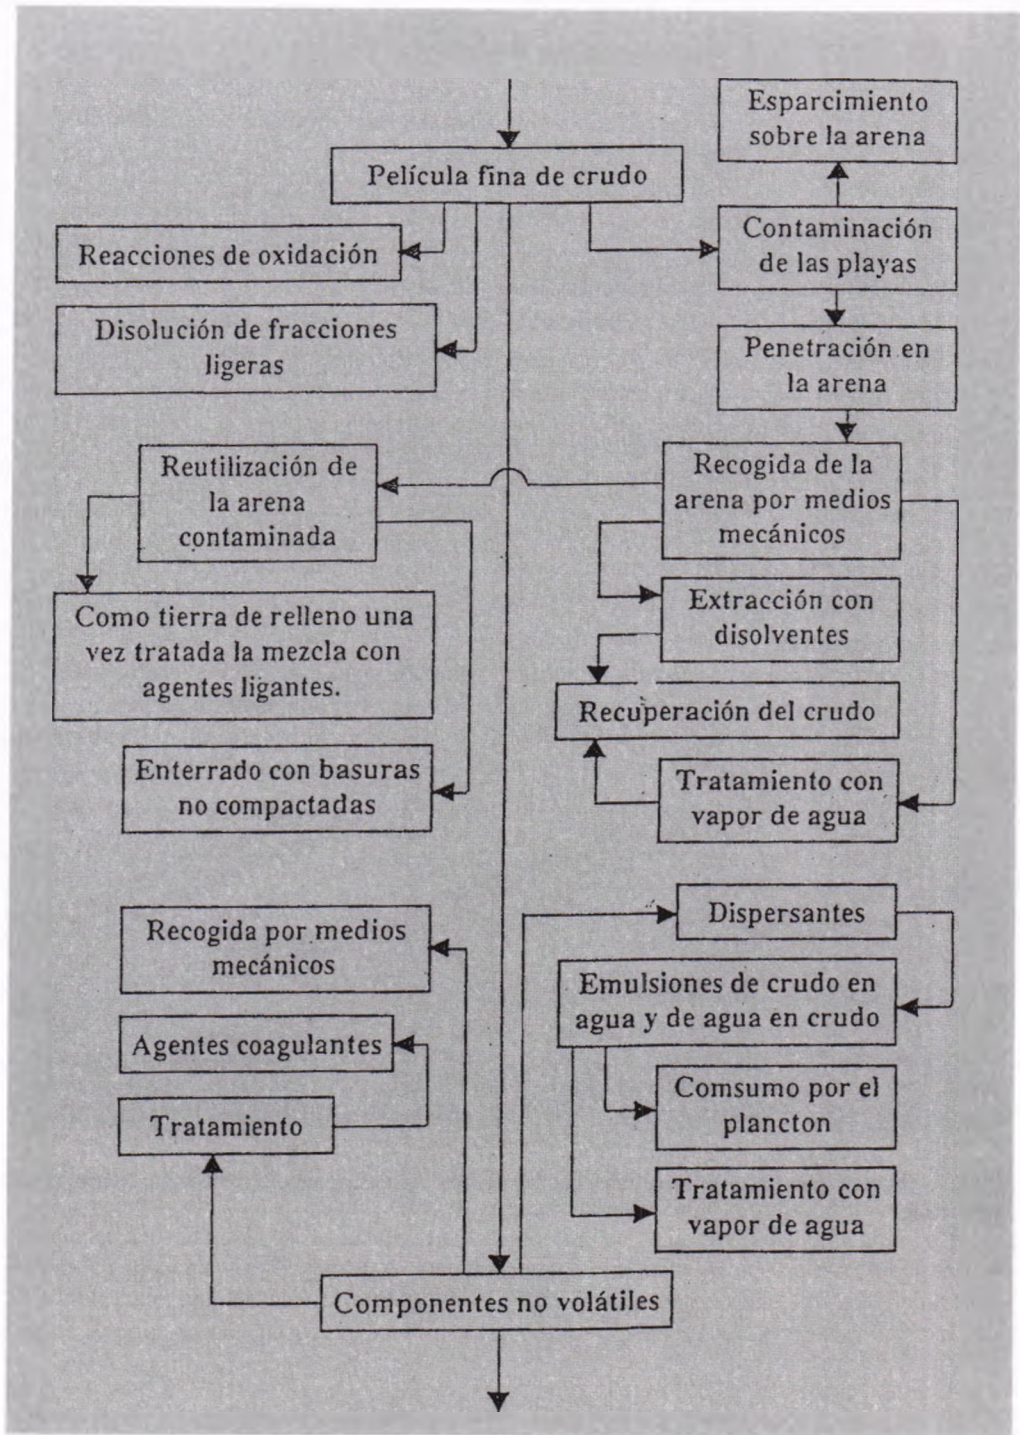 Esparcimiento
sobre la arena
Película fina de crudo
Contaminación
de las playas
Reacciones de oxidación
Disolución de fracciones
ligeras
Penetración en
la arena
Reutilización de
la arena
contaminada
Recogida de la
arena por medios
mecánicos
Como tierra de relleno una
vez tratada la mezcla con
agentes ligantes.
Extracción con
disolventes
Recuperación del crudo
Enterrado con basuras
no compactadas
Tratamiento con
vapor de agua
Recogida por medios
mecánicos
Dispersantes
Emulsiones de crudo en
agua y de agua en crudo
Agentes coagulantes
Comsumo por el
plancton
Tratamiento
Tratamiento con
vapor de agua
Componentes no volátiles